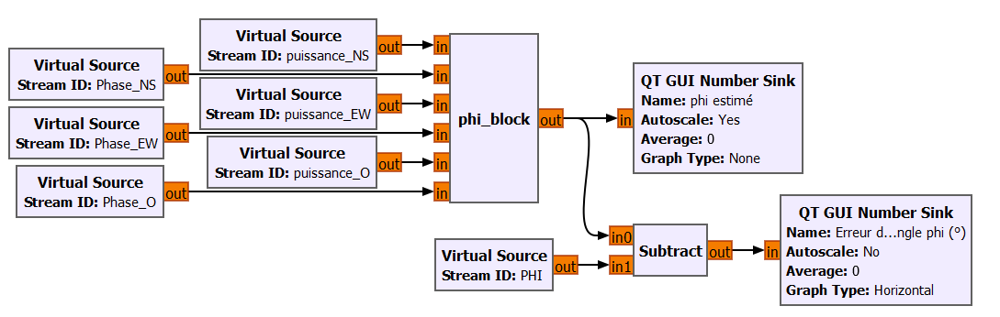 Virtual Source
Stream ID: puissance_NS
out
in
Virtual Source
Stream ID: Phase_NS
out
in
Virtual Source
Stream ID: puissance_EW
out
in
Virtual Source
Stream ID: Phase_EW
out
in
Virtual Source
Stream ID: puissance_O
out
in
Virtual Source
Stream ID: Phase_O
out
in
phi_block
out
in
QT GUI Number Sink
Name: phi estimé
Autoscale: Yes
Average: 0
Graph Type: None
Virtual Source
Stream ID: PHI
out
in0
in1
Subtract
out
in
QT GUI Number Sink
Name: Erreur d...ngle phi (°)
Autoscale: No
Average: 0
Graph Type: Horizontal